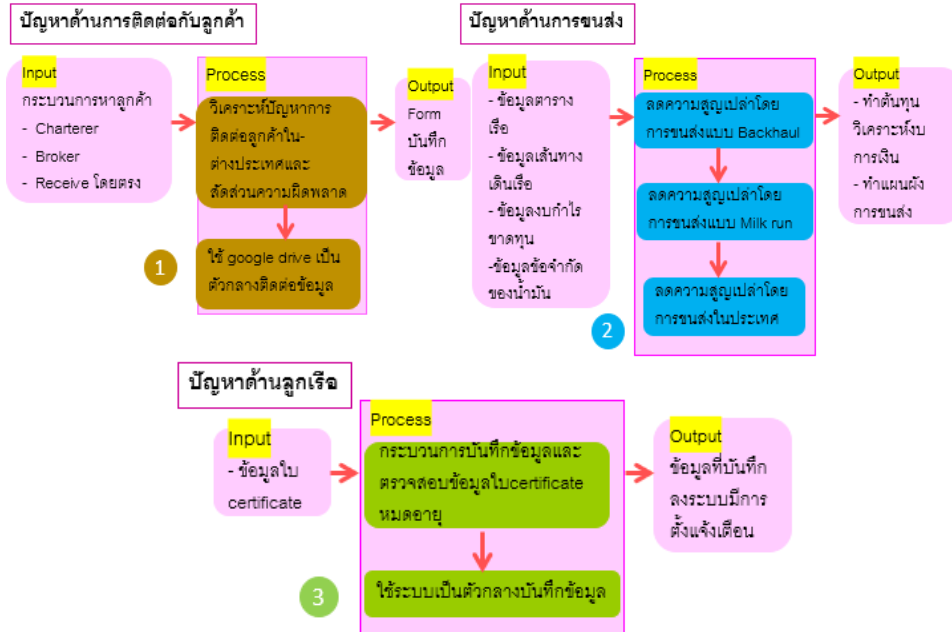 ปัญหาด้านการติดต่อกับลูกค้า
Input
กระบวนการหาลูกค้า
- Charterer
- Broker
- Receive โดยตรง
Process
วิเคราะห์ปัญหาการ
ติดต่อลูกค้าใน-
ต่างประเทศและ
สัดส่วนความผิดพลาด
ใช้ google drive เป็น
ตัวกลางติดต่อข้อมูล
1
Output
Form
บันทึก
ข้อมูล
ปัญหาด้านการขนส่ง
Input
- ข้อมูลตาราง
เรือ
- ข้อมูลเส้นทาง
เดินเรือ
- ข้อมูลงบกำไร
ขาดทุน
-ข้อมูลข้อจำกัด
ของน้ำมัน
Process
ลดความสูญเปล่าโดย
การขนส่งแบบ Backhaul
ลดความสูญเปล่าโดย
การขนส่งแบบ Milk run
ลดความสูญเปล่าโดย
การขนส่งในประเทศ
2
Output
- ทำต้นทุน
วิเคราะห์งบ
การเงิน
- ทำแผนผัง
การขนส่ง
ปัญหาด้านลูกเรือ
Input
- ข้อมูลใบ
certificate
Process
กระบวนการบันทึกข้อมูลและ
ตรวจสอบข้อมูลใบcertificate
หมดอายุ
ใช้ระบบเป็นตัวกลางบันทึกข้อมูล
3
Output
ข้อมูลที่บันทึก
ลงระบบมีการ
ตั้งแจ้งเตือน